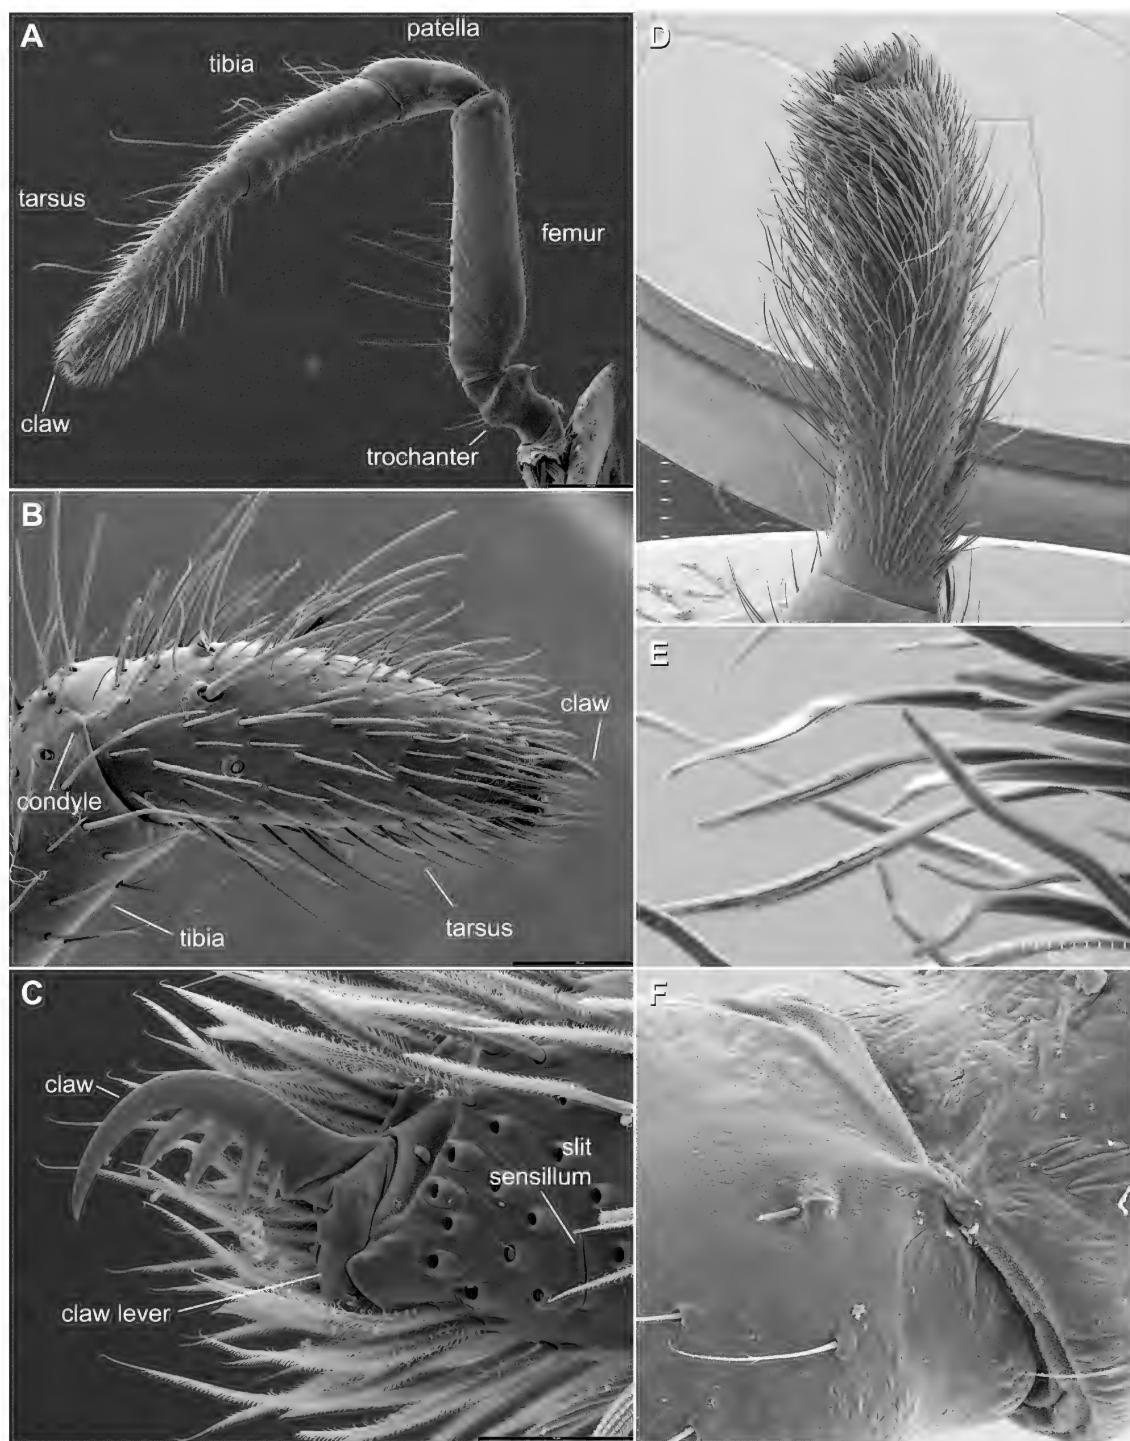 A
patella
tibia
tarsus
femur
claw
trochanter
B
claw
condyle
tarsus
tibia
C
claw
slit
sensillum
claw lever
D
E
F